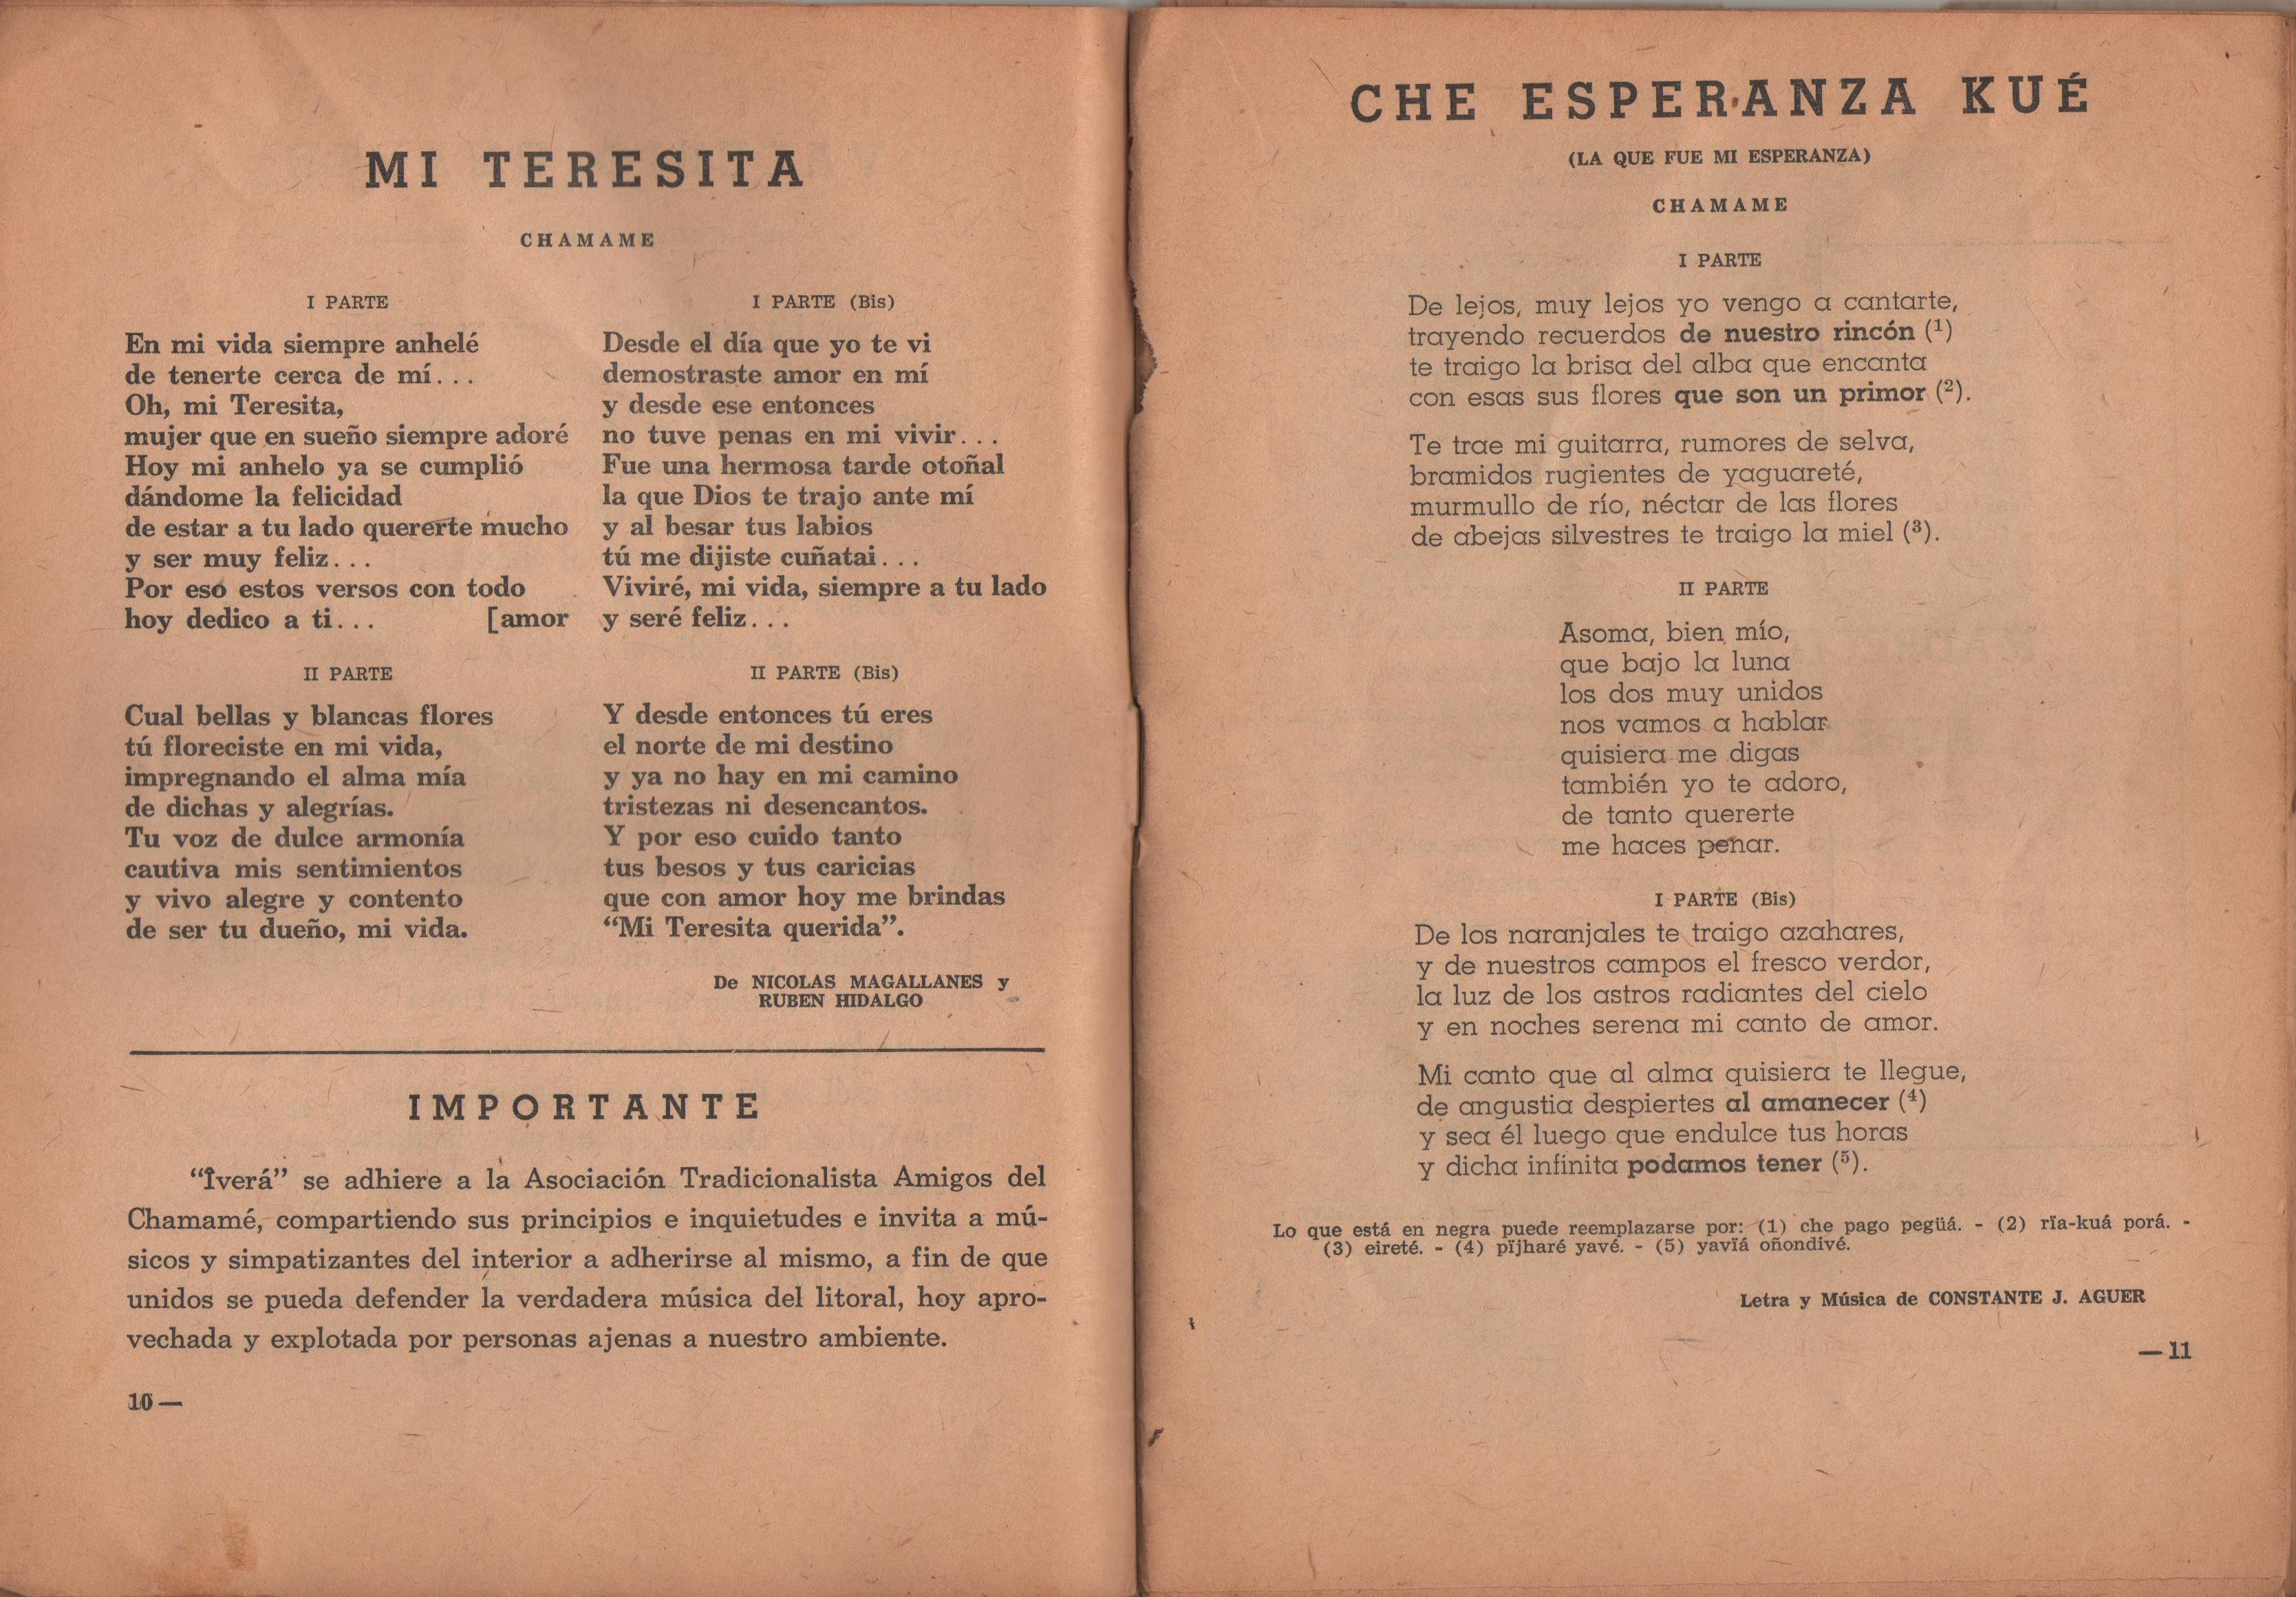 MI TERESITA
CHAMAME
I PARTE
En mi vida siempre anhelé
de tenerte cerca de mí...
Oh, mi Teresita,
mujer que en sueño siempre adoré
Hoy mi anhelo ya se cumplió
dándome la felicidad
de estar a tu lado quererte mucho
y ser muy feliz...
Por eso estos versos con todo
hoy dedico a ti... [amor
II PARTE
Cual bellas y blancas flores
tú floreciste en mi vida,
impregnando el alma mía
de dichas y alegrías.
Tu voz de dulce armonía
cautiva mis sentimientos
y vivo alegre y contento
de ser tu dueño, mi vida.
I PARTE (Bis)
Desde el día que yo te vi
demostraste amor en mí
y desde ese entonces
no tuve penas en mi vivir...
Fue una hermosa tarde otoñal
la que Dios te trajo ante mí
y al besar tus labios
tú me dijiste cuñatai...
Viviré, mi vida, siempre a tu lado
y seré feliz...
II PARTE (Bis)
Y desde entonces tú eres
el norte de mi destino
y ya no hay en mi camino
tristezas ni desencantos.
Y por eso cuido tanto
tus besos y tus caricias
que con amor hoy me brindas
“Mi Teresita querida”.
De NICOLAS MAGALLANES y
RUBEN HIDALGO
IMPORTANTE
“Îverá” se adhiere a la Asociación Tradicionalista Amigos del
Chamamé, compartiendo sus principios e inquietudes e invita a mú-
sicos y simpatizantes del interior a adherirse al mismo, a fin de que
unidos se pueda defender la verdadera música del litoral, hoy apro-
vechada y explotada por personas ajenas a nuestro ambiente.
10 —
CHE ESPERANZA KUÉ
(LA QUE FUE MI ESPERANZA)
CHAMAME
I PARTE
De lejos, muy lejos yo vengo a cantarte,
trayendo recuerdos de nuestro rincón (¹)
te traigo la brisa del alba que encanta
con esas sus flores que son un primor (²).
Te trae mi guitarra, rumores de selva,
bramidos rugientes de yaguareté,
murmullo de río, néctar de las flores
de abejas silvestres te traigo la miel (³).
II PARTE
Asoma, bien mío,
que bajo la luna
los dos muy unidos
nos vamos a hablar
quisiera me digas
también yo te adoro,
de tanto quererte
me haces penar.
I PARTE (Bis)
De los naranjales te traigo azahares,
y de nuestros campos el fresco verdor,
la luz de los astros radiantes del cielo
y en noches serena mi canto de amor.
Mi canto que al alma quisiera te llegue,
de angustia despiertes al amanecer (⁴)
y sea él luego que endulce tus horas
y dicha infinita podamos tener (⁵).
Lo que está en negra puede reemplazarse por: (1) che pago pegüá. - (2) rïa-kuá porá. -
(3) eireté. - (4) pïjharé yavé. - (5) yavïá oñondivé.
Letra y Música de CONSTANTE J. AGUER
— 11